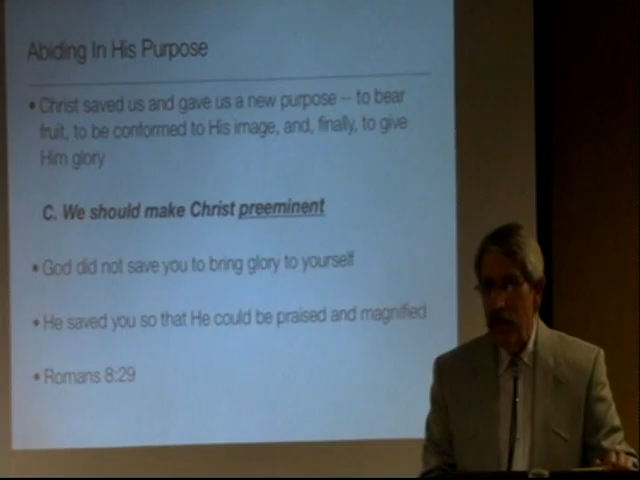 Abiding In His Purpose
• Christ saved us and gave us a new purpose – to bear
fruit, to be conformed to His image, and, finally, to give
Him glory
C. We should make Christ preeminent
• God did not save you to bring glory to yourself
• He saved you so that He could be praised and magnified
• Romans 8:29